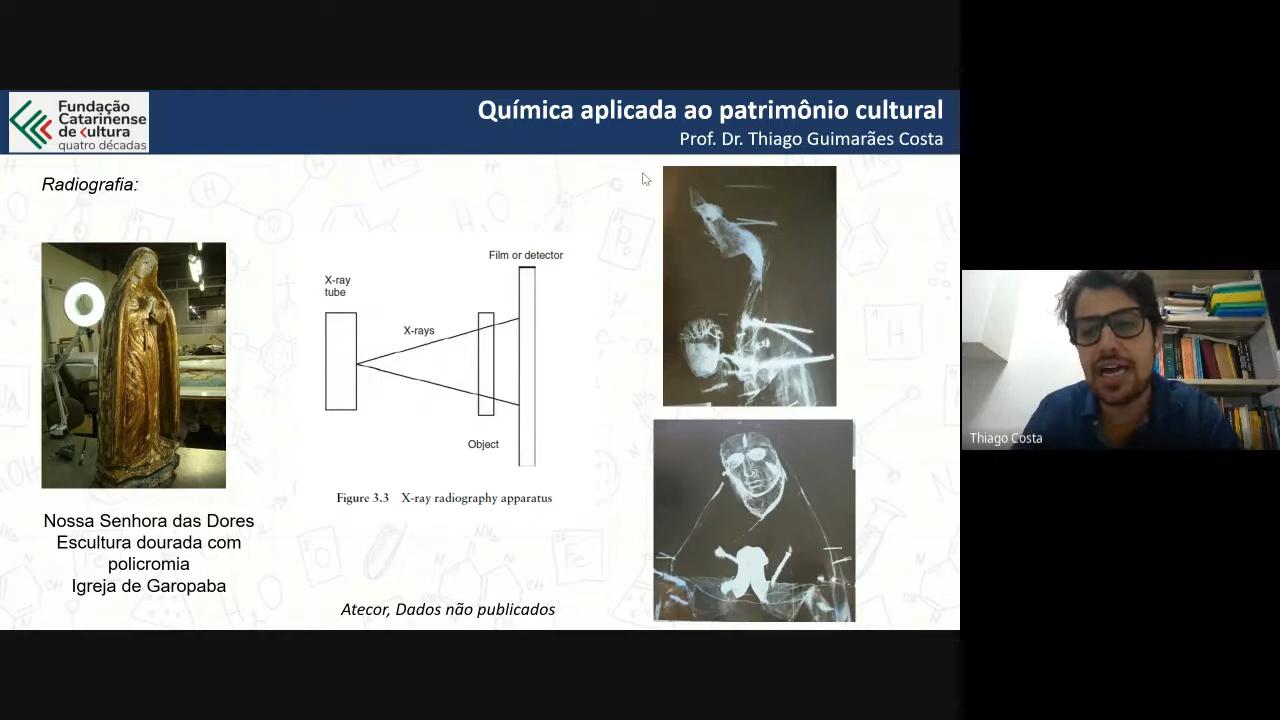 Fundação
Catarinense
de cultura
quatro décadas
Química aplicada ao patrimônio cultural
Prof. Dr. Thiago Guimarães Costa
Radiografia:
Film or detector
X-ray
tube
X-rays
Object
Figure 3.3 X-ray radiography apparatus
Nossa Senhora das Dores
Escultura dourada com
policromia
Igreja de Garopaba
Atecor, Dados não publicados
Thiago Costa